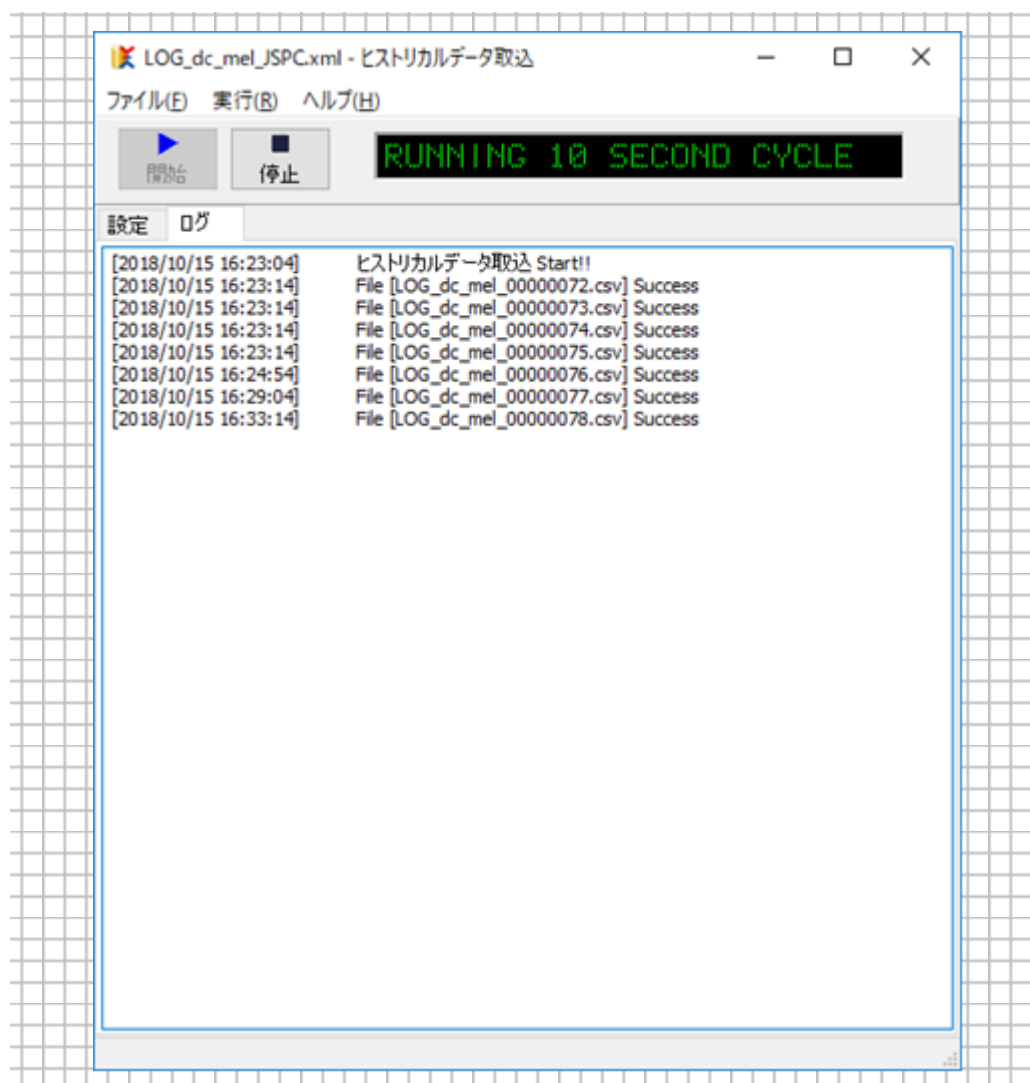 LOG_dc_mel_JSPC.xml - ヒストリカルデータ取込
ファイル(F) 実行(R) ヘルプ(H)
開始 停止 RUNNING 10 SECOND CYCLE
設定 ログ
[2018/10/15 16:23:04] ヒストリカルデータ取込 Start!!
[2018/10/15 16:23:14] File [LOG_dc_mel_00000072.csv] Success
[2018/10/15 16:23:14] File [LOG_dc_mel_00000073.csv] Success
[2018/10/15 16:23:14] File [LOG_dc_mel_00000074.csv] Success
[2018/10/15 16:23:14] File [LOG_dc_mel_00000075.csv] Success
[2018/10/15 16:24:54] File [LOG_dc_mel_00000076.csv] Success
[2018/10/15 16:29:04] File [LOG_dc_mel_00000077.csv] Success
[2018/10/15 16:33:14] File [LOG_dc_mel_00000078.csv] Success